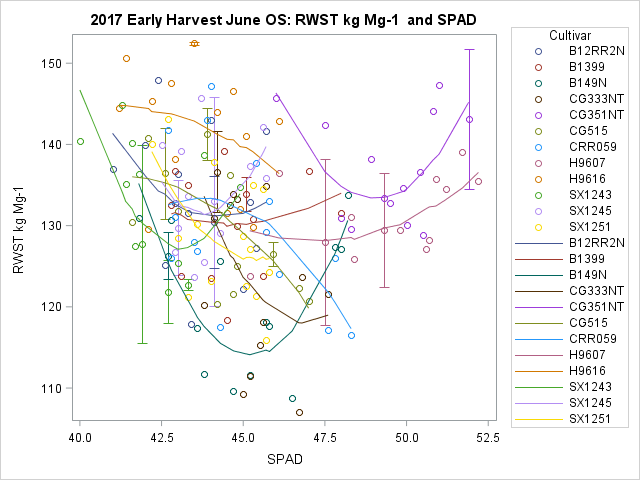 2017 Early Harvest June OS: RWST kg Mg-1 and SPAD
RWST kg Mg-1
150
140
130
120
110
40.0
42.5
45.0
47.5
50.0
52.5
SPAD
Cultivar
B12RR2N
B1399
B149N
CG333NT
CG351NT
CG515
CRR059
H9607
H9616
SX1243
SX1245
SX1251
B12RR2N
B1399
B149N
CG333NT
CG351NT
CG515
CRR059
H9607
H9616
SX1243
SX1245
SX1251